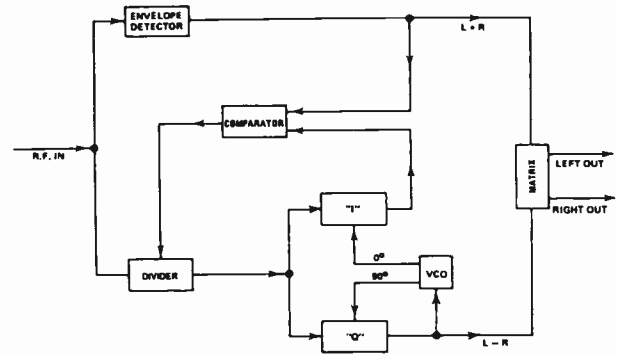 ENVELOPE
DETECTOR
L + R
COMPARATOR
R.F. IN
LEFT OUT
MATRIX
RIGHT OUT
"I"
0°
DIVIDER
90°
VCO
"Q"
L – R